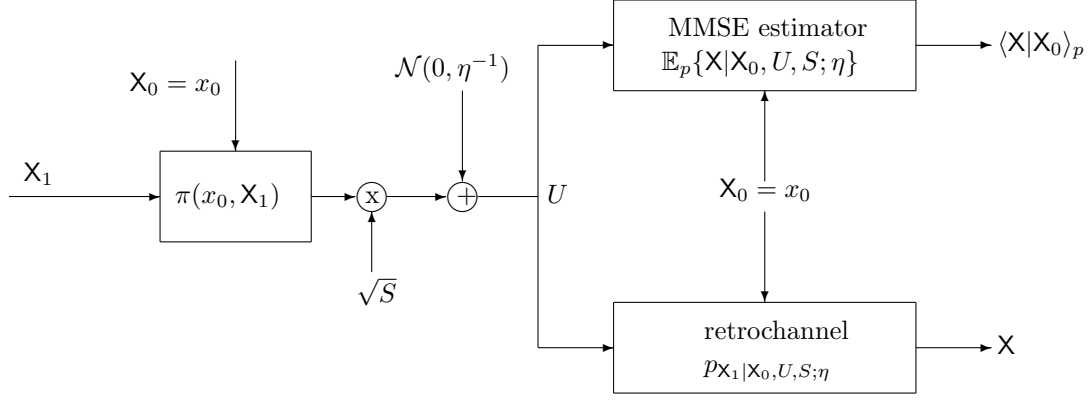 MMSE estimator
𝔼ₚ{X|X₀, U, S; η}
⟨X|X₀⟩ₚ
𝒩(0, η⁻¹)
X₀ = x₀
X₁
π(x₀, X₁)
x
+
U
X₀ = x₀
√S
retrochannel
p_{X₁|X₀,U,S;η}
X